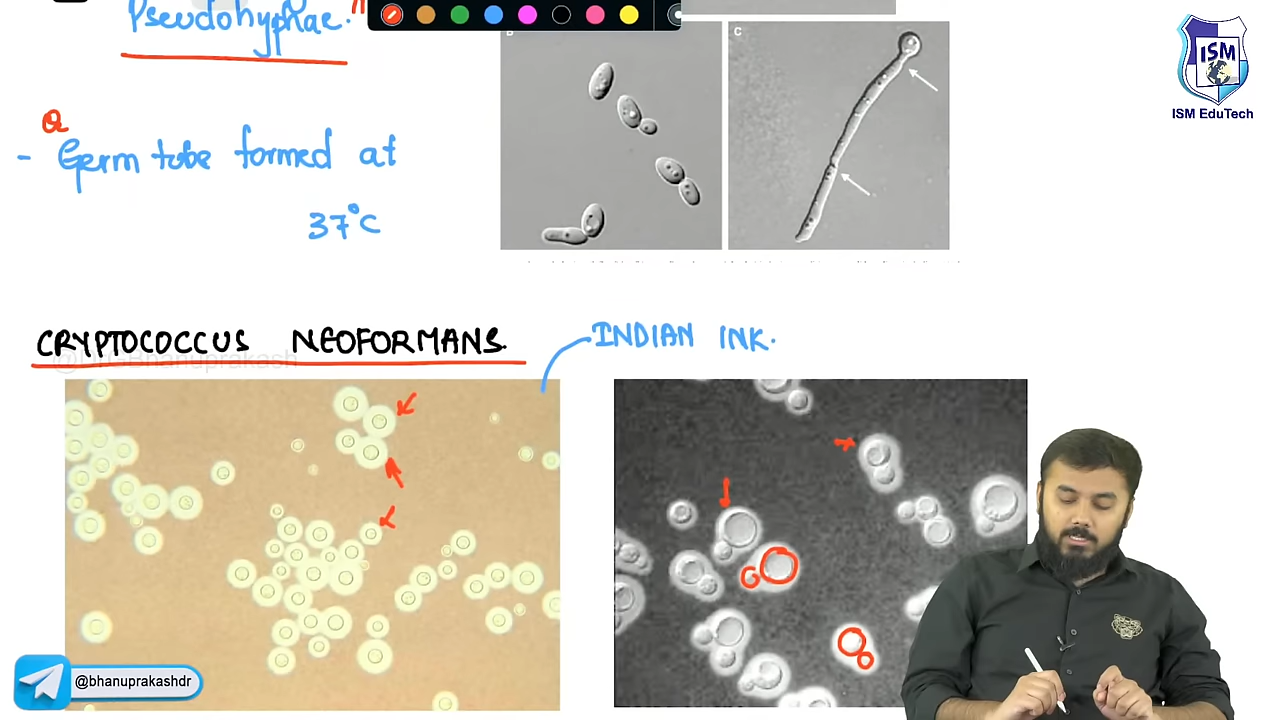 Pseudohyphae.
B
C
ISM
ISM EduTech
Q
- Germ tube formed at
37°C
CRYPTOCOCCUS NEOFORMANS.
INDIAN INK.
@bhanuprakashdr